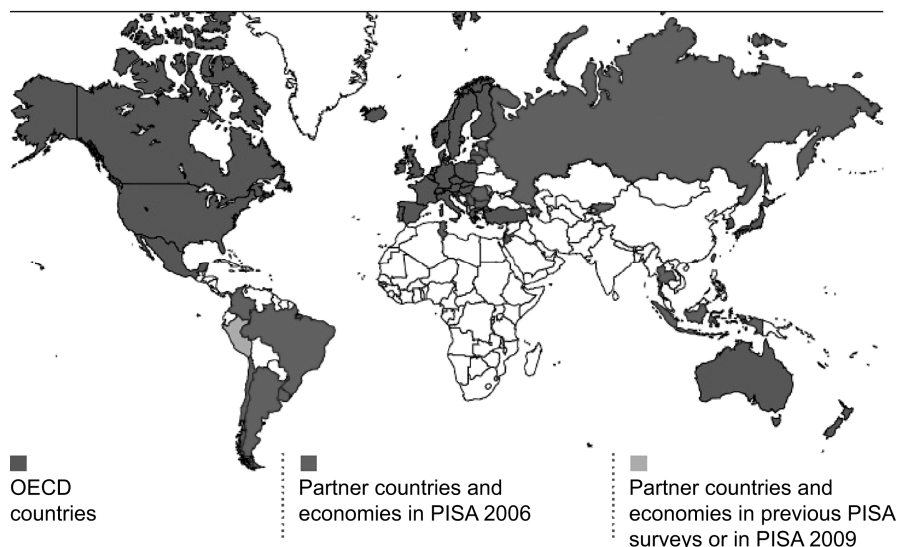 OECD
countries
Partner countries and
economies in PISA 2006
Partner countries and
economies in previous PISA
surveys or in PISA 2009